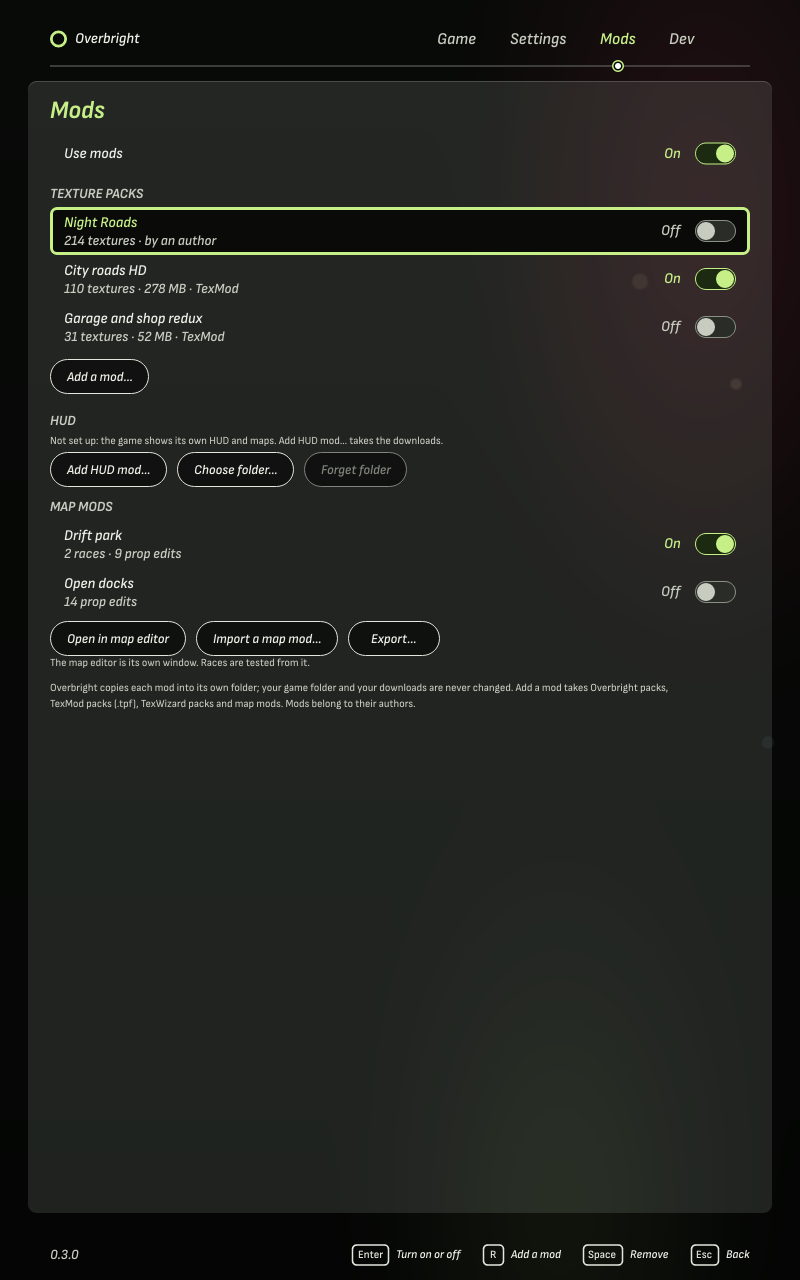 Overbright
Game Settings Mods Dev
Mods
Use mods On
TEXTURE PACKS
Night Roads
214 textures · by an author Off
City roads HD
110 textures · 278 MB · TexMod On
Garage and shop redux
31 textures · 52 MB · TexMod Off
Add a mod...
HUD
Not set up: the game shows its own HUD and maps. Add HUD mod... takes the downloads.
Add HUD mod... Choose folder... Forget folder
MAP MODS
Drift park
2 races · 9 prop edits On
Open docks
14 prop edits Off
Open in map editor Import a map mod... Export...
The map editor is its own window. Races are tested from it.
Overbright copies each mod into its own folder; your game folder and your downloads are never changed. Add a mod takes Overbright packs,
TexMod packs (.tpf), TexWizard packs and map mods. Mods belong to their authors.
0.3.0 Enter Turn on or off R Add a mod Space Remove Esc Back